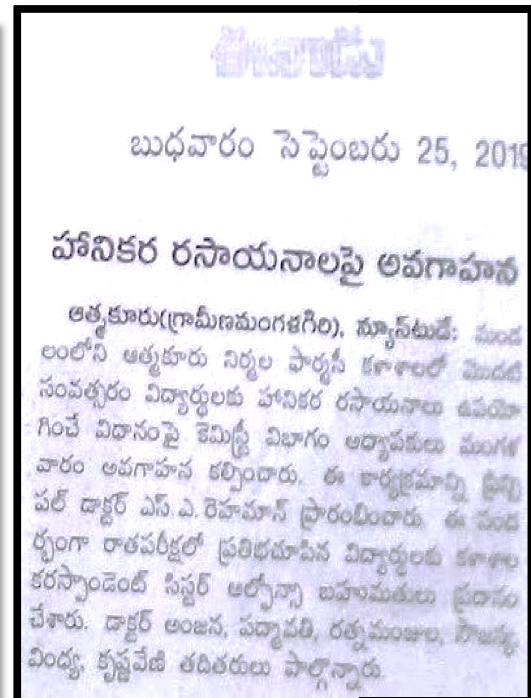 ఈనాడు
బుధవారం సెప్టెంబరు 25, 2019
హానికర రసాయనాలపై అవగాహన
ఆత్మకూరు(గ్రామీణమంగళగిరి), న్యూస్‌టుడే: మండ
లంలోని ఆత్మకూరు నిర్మల ఫార్మసీ కళాశాలలో మొదటి
సంవత్సరం విద్యార్థులకు హానికర రసాయనాలు ఉపయో
గించే విధానంపై కెమిస్ట్రీ విభాగం అధ్యాపకులు మంగళ
వారం అవగాహన కల్పించారు. ఈ కార్యక్రమాన్ని ప్రిన్సి
పల్ డాక్టర్ ఎస్.ఎ.రెహమాన్ ప్రారంభించారు. ఈ సంద
ర్భంగా రాతపరీక్షలో ప్రతిభచూపిన విద్యార్థులకు కళాశాల
కరస్పాండెంట్ సిస్టర్ ఆల్ఫోన్సా బహుమతులు ప్రదానం
చేశారు. డాక్టర్ అంజన, పద్మావతి, రత్నమంజుల, సౌజన్య,
వింధ్య, కృష్ణవేణి తదితరులు పాల్గొన్నారు.